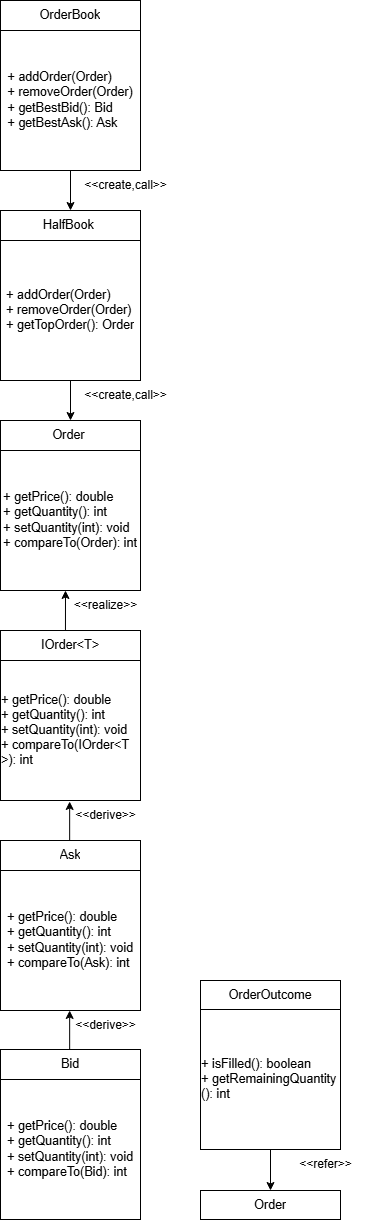 OrderBook
+ addOrder(Order)
+ removeOrder(Order)
+ getBestBid(): Bid
+ getBestAsk(): Ask
<<create,call>>
HalfBook
+ addOrder(Order)
+ removeOrder(Order)
+ getTopOrder(): Order
<<create,call>>
Order
+ getPrice(): double
+ getQuantity(): int
+ setQuantity(int): void
+ compareTo(Order): int
<<realize>>
IOrder<T>
+ getPrice(): double
+ getQuantity(): int
+ setQuantity(int): void
+ compareTo(IOrder<T
>): int
<<derive>>
Ask
+ getPrice(): double
+ getQuantity(): int
+ setQuantity(int): void
+ compareTo(Ask): int
<<derive>>
Bid
+ getPrice(): double
+ getQuantity(): int
+ setQuantity(int): void
+ compareTo(Bid): int
OrderOutcome
+ isFilled(): boolean
+ getRemainingQuantity
(): int
<<refer>>
Order